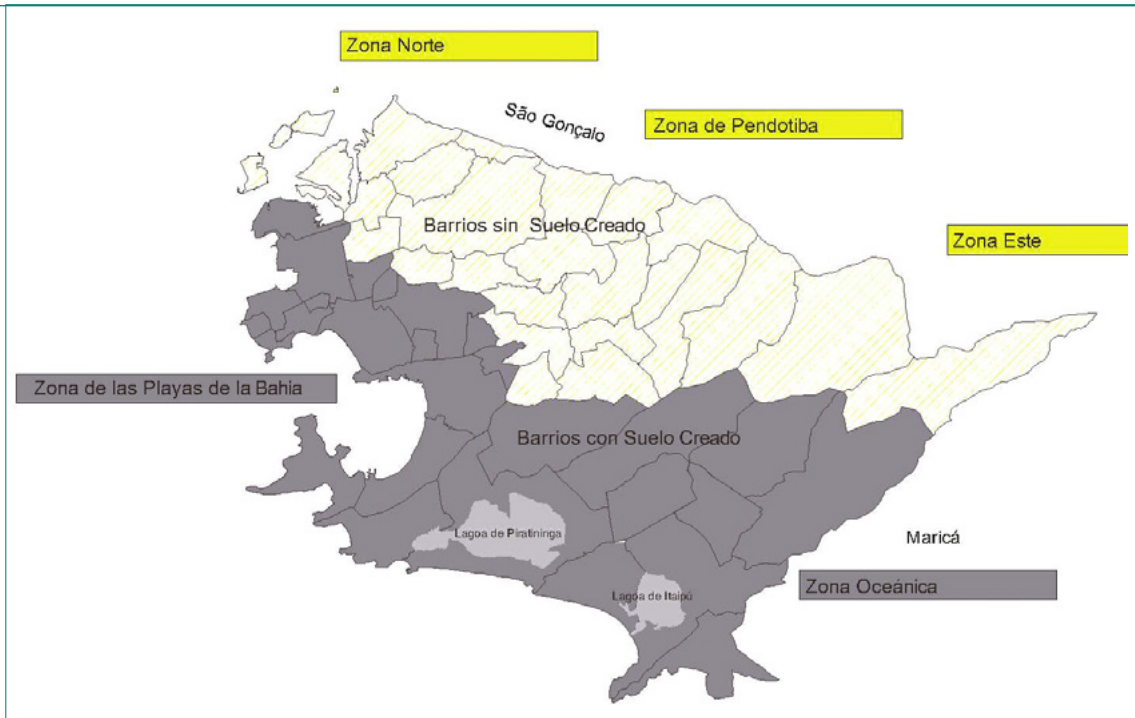 Zona Norte
São Gonçalo
Zona de Pendotiba
Barrios sin Suelo Creado
Zona Este
Zona de las Playas de la Bahia
Barrios con Suelo Creado
Lagoa de Piratininga
Maricá
Zona Oceánica
Lagoa de Itaipú